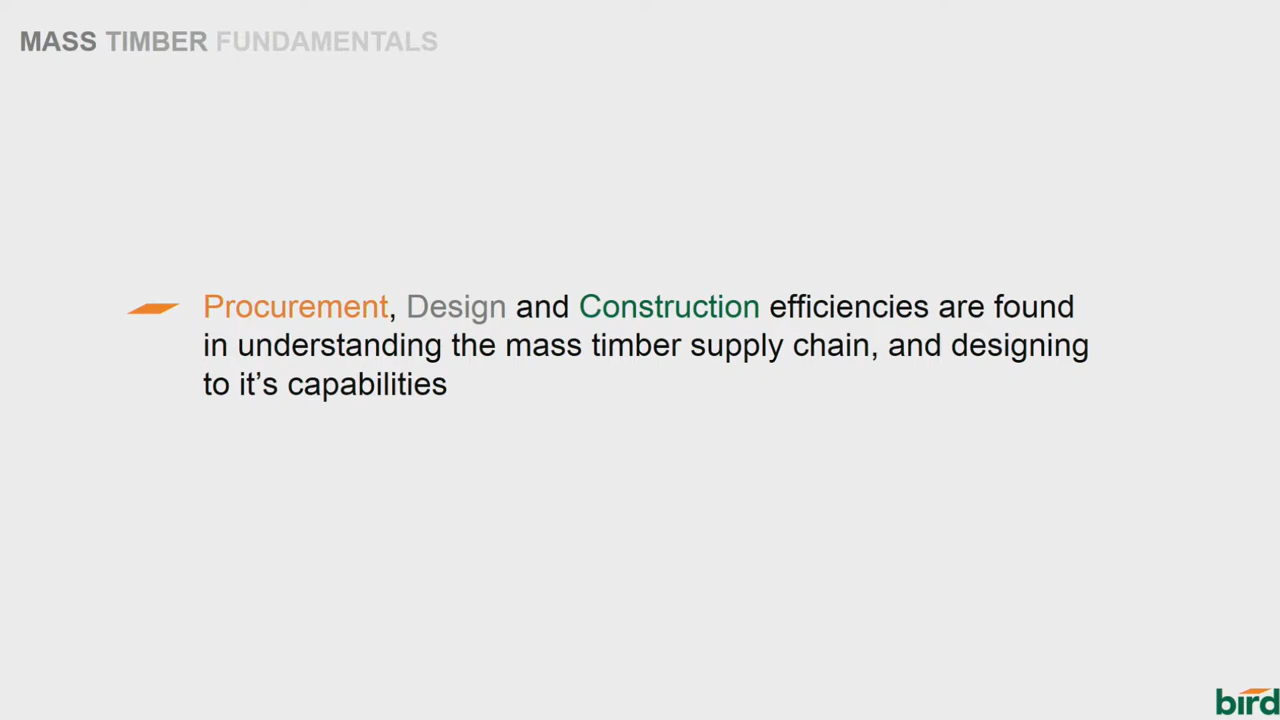 MASS TIMBER FUNDAMENTALS
Procurement, Design and Construction efficiencies are found
in understanding the mass timber supply chain, and designing
to it’s capabilities
bird